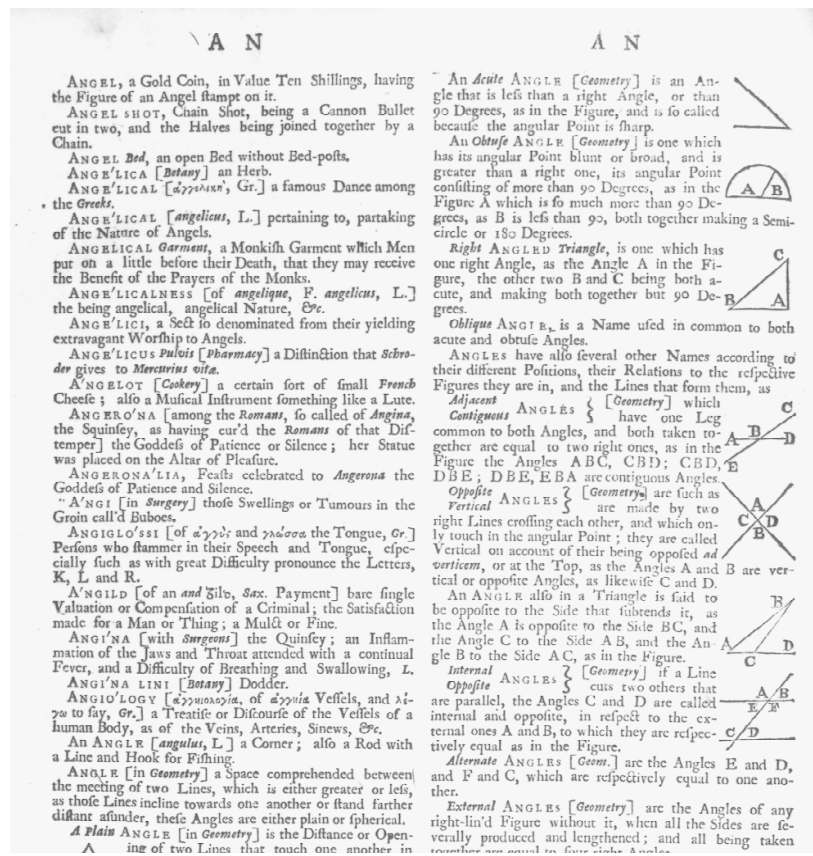 A N
ANGEL, a Gold Coin, in Value Ten Shillings, having
the Figure of an Angel ſtampt on it.
ANGEL SHOT, Chain Shot, being a Cannon Bullet
cut in two, and the Halves being joined together by a
Chain.
ANGEL Bed, an open Bed without Bed-poſts.
ANGE'LICA [Botany] an Herb.
ANGE'LICAL [ἀγγελικὴ, Gr.] a famous Dance among
the Greeks.
ANGE'LICAL [angelicus, L.] pertaining to, partaking
of the Nature of Angels.
ANGELICAL Garment, a Monkiſh Garment which Men
put on a little before their Death, that they may receive
the Benefit of the Prayers of the Monks.
ANGE'LICALNESS [of angelique, F. angelicus, L.]
the being angelical, angelical Nature, &c.
ANGE'LICI, a Sect ſo denominated from their yielding
extravagant Worſhip to Angels.
ANGE'LICUS Pulvis [Pharmacy] a Diſtinction that Schro-
der gives to Mercurius vitæ.
A'NGELOT [Cookery] a certain ſort of ſmall French
Cheeſe ; alſo a Muſical Inſtrument ſomething like a Lute.
ANGERO'NA [among the Romans, ſo called of Angina,
the Squinſey, as having cur'd the Romans of that Diſ-
temper] the Goddeſs of Patience or Silence ; her Statue
was placed on the Altar of Pleaſure.
ANGERONA'LIA, Feaſts celebrated to Angerona the
Goddeſs of Patience and Silence.
A'NGI [in Surgery] thoſe Swellings or Tumours in the
Groin call'd Buboes.
ANGIGLO'SSI [of ἀγγὺς and γλώσσα the Tongue, Gr.]
Perſons who ſtammer in their Speech and Tongue, eſpe-
cially ſuch as with great Difficulty pronounce the Letters,
K, L and R.
A'NGILD [of an and Gild, Sax. Payment] bare ſingle
Valuation or Compenſation of a Criminal; the Satisfaction
made for a Man or Thing ; a Mulct or Fine.
ANGI'NA [with Surgeons] the Quinſey ; an Inflam-
mation of the Jaws and Throat attended with a continual
Fever, and a Difficulty of Breathing and Swallowing, L.
ANGI'NA LINI [Botany] Dodder.
ANGIO'LOGY [ἀγγειολογία, of ἀγγεῖα Veſſels, and λέ-
γω to ſay, Gr.] a Treatiſe or Diſcourſe of the Veſſels of a
human Body, as of the Veins, Arteries, Sinews, &c.
An ANGLE [angulus, L ] a Corner ; alſo a Rod with
a Line and Hook for Fiſhing.
ANGLE [in Geometry] a Space comprehended between
the meeting of two Lines, which is either greater or leſs,
as thoſe Lines incline towards one another or ſtand farther
diſtant aſunder, theſe Angles are either plain or ſpherical.
A Plain ANGLE [in Geometry] is the Diſtance or Open-
A ing of two Lines that touch one another in
A N
An Acute ANGLE [Geometry] is an An-
gle that is leſs than a right Angle, or than
90 Degrees, as in the Figure, and is ſo called
becauſe the angular Point is ſharp.
An Obtuſe ANGLE [Geometry] is one which
has its angular Point blunt or broad, and is
greater than a right one, its angular Point
conſiſting of more than 90 Degrees, as in the
Figure A which is ſo much more than 90 De-
grees, as B is leſs than 90, both together making a Semi-
circle or 180 Degrees.
A B
Right ANGLED Triangle, is one which has
one right Angle, as the Angle A in the Fi-
gure, the other two B and C being both a-
cute, and making both together but 90 De-
grees.
C
B A
Oblique ANGLE, is a Name uſed in common to both
acute and obtuſe Angles.
ANGLES have alſo ſeveral other Names according to
their different Poſitions, their Relations to the reſpective
Figures they are in, and the Lines that form them, as
Adjacent
Contiguous ANGLES { [Geometry] which
have one Leg
common to both Angles, and both taken to-
gether are equal to two right ones, as in the
Figure the Angles ABC, CBD; CBD,
DBE ; DBE, EBA are contiguous Angles.
C
A B D
E
Oppoſite
Vertical ANGLES } [Geometry] are ſuch as
are made by two
right Lines croſſing each other, and which on-
ly touch in the angular Point ; they are called
Vertical on account of their being oppoſed ad
verticem, or at the Top, as the Angles A and B are ver-
tical or oppoſite Angles, as likewiſe C and D.
A
C D
B
An ANGLE alſo in a Triangle is ſaid to
be oppoſite to the Side that ſubtends it, as
the Angle A is oppoſite to the Side BC, and
the Angle C to the Side AB, and the An-
gle B to the Side AC, as in the Figure.
B
A D
C
Internal
Oppoſite ANGLES } [Geometry] if a Line
cuts two others that
are parallel, the Angles C and D are called
internal and oppoſite, in reſpect to the ex-
ternal ones A and B, to which they are reſpec-
tively equal as in the Figure.
A B
E F
C D
Alternate ANGLES [Geom.] are the Angles E and D,
and F and C, which are reſpectively equal to one ano-
ther.
External ANGLES [Geometry] are the Angles of any
right-lin'd Figure without it, when all the Sides are ſe-
verally produced and lengthened ; and all being taken
together are equal to four right Angles.